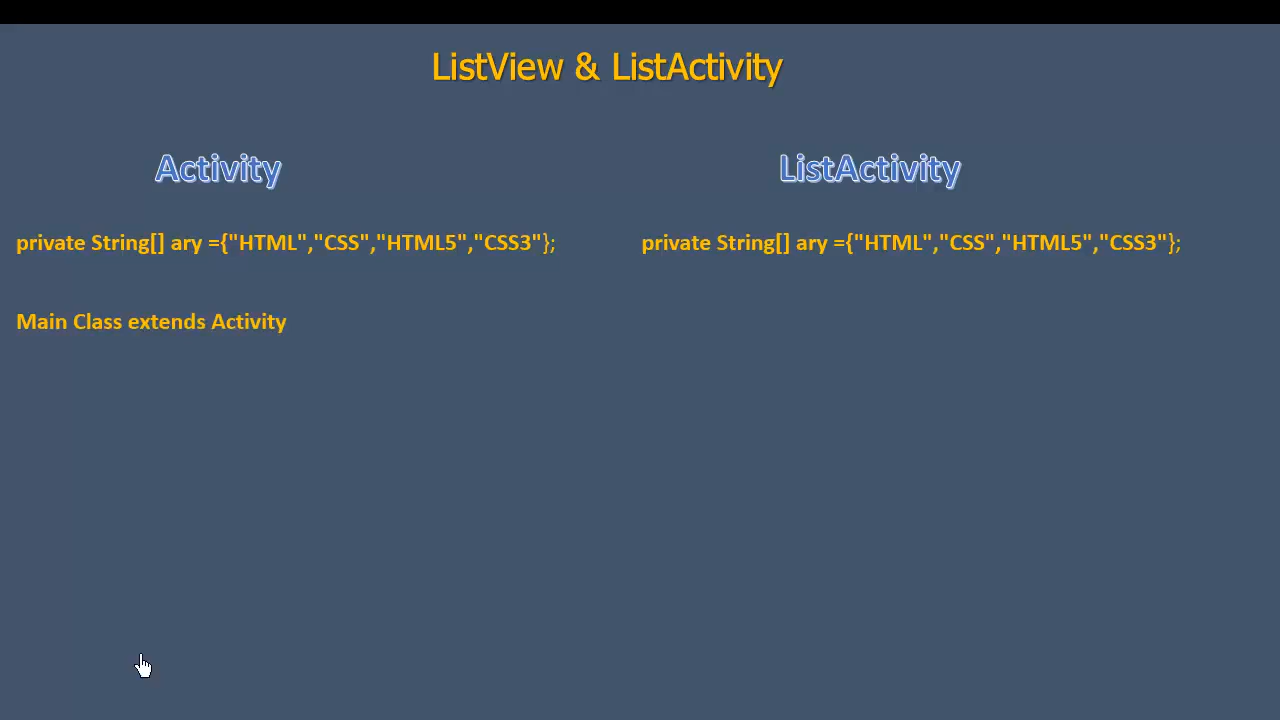 ListView & ListActivity
Activity
ListActivity
private String[] ary ={"HTML","CSS","HTML5","CSS3"};
private String[] ary ={"HTML","CSS","HTML5","CSS3"};
Main Class extends Activity